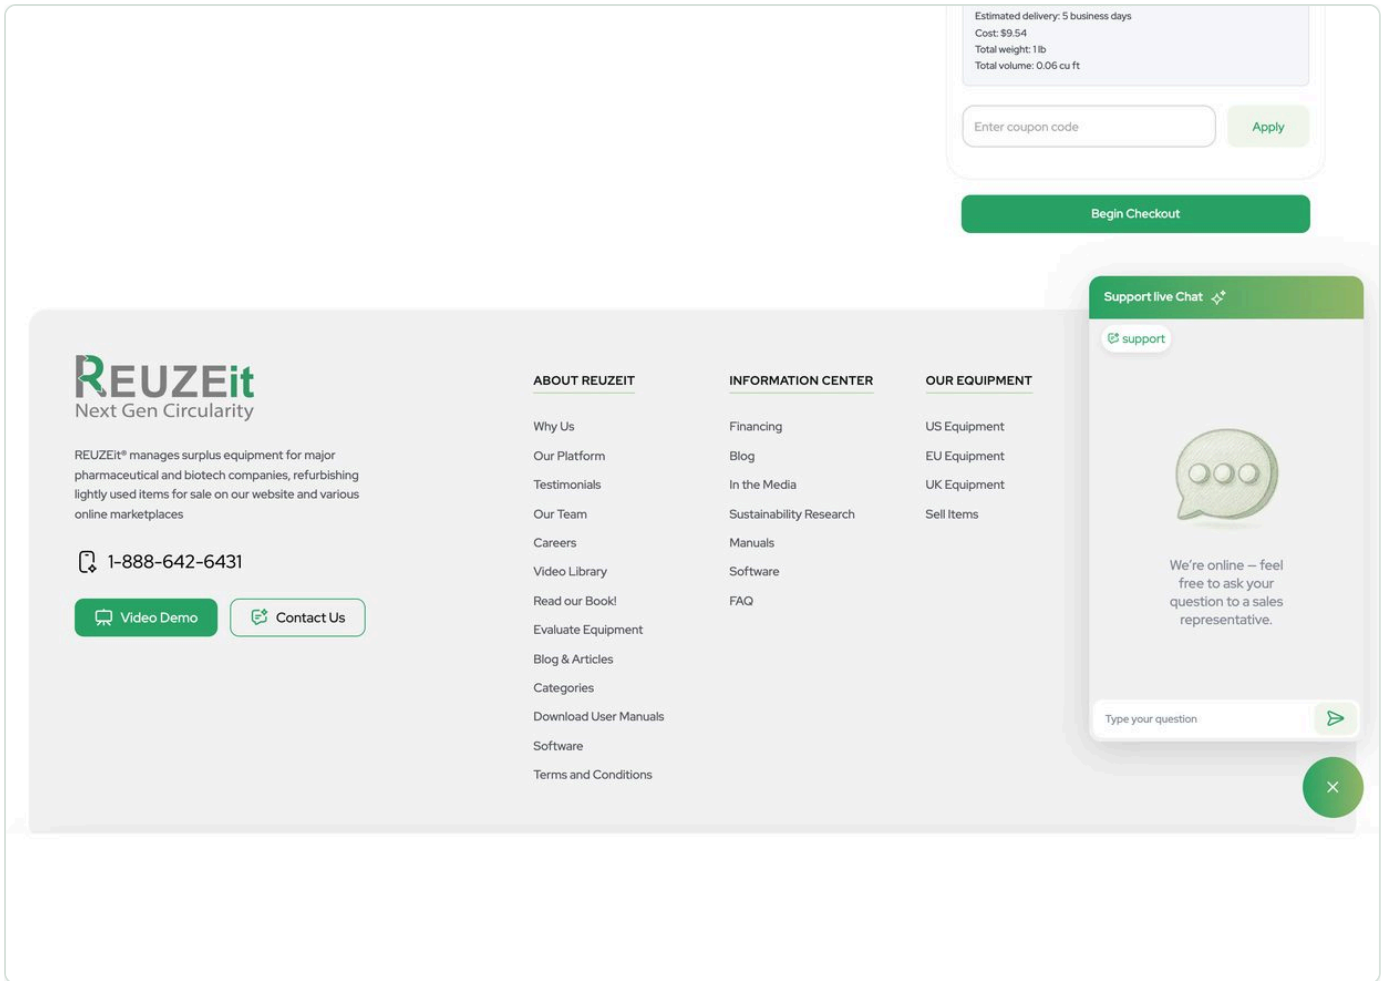 Estimated delivery: 5 business days
Cost: $9.54
Total weight: 1 lb
Total volume: 0.06 cu ft
Enter coupon code
Apply
Begin Checkout
REUZEit
Next Gen Circularity
REUZEit® manages surplus equipment for major
pharmaceutical and biotech companies, refurbishing
lightly used items for sale on our website and various
online marketplaces
1-888-642-6431
Video Demo
Contact Us
ABOUT REUZEIT
Why Us
Our Platform
Testimonials
Our Team
Careers
Video Library
Read our Book!
Evaluate Equipment
Blog & Articles
Categories
Download User Manuals
Software
Terms and Conditions
INFORMATION CENTER
Financing
Blog
In the Media
Sustainability Research
Manuals
Software
FAQ
OUR EQUIPMENT
US Equipment
EU Equipment
UK Equipment
Sell Items
Support live Chat
support
We're online – feel
free to ask your
question to a sales
representative.
Type your question